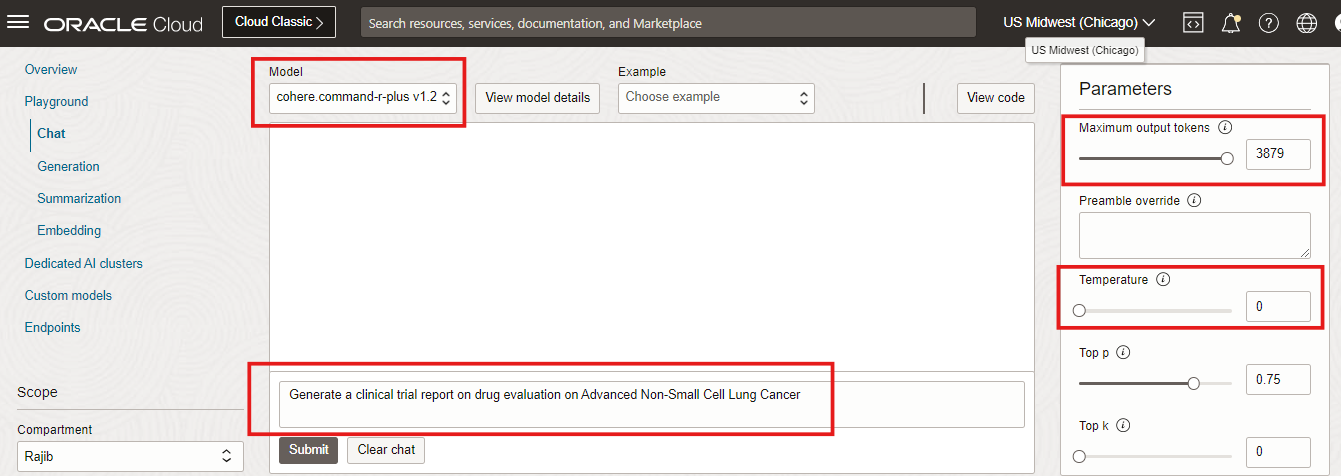 ORACLE Cloud
Cloud Classic
Search resources, services, documentation, and Marketplace
US Midwest (Chicago)
US Midwest (Chicago)
Overview
Playground
Chat
Generation
Summarization
Embedding
Dedicated AI clusters
Custom models
Endpoints
Scope
Compartment
Rajib
Model
cohere.command-r-plus v1.2
View model details
Example
Choose example
View code
Generate a clinical trial report on drug evaluation on Advanced Non-Small Cell Lung Cancer
Submit
Clear chat
Parameters
Maximum output tokens
3879
Preamble override
Temperature
0
Top p
0.75
Top k
0